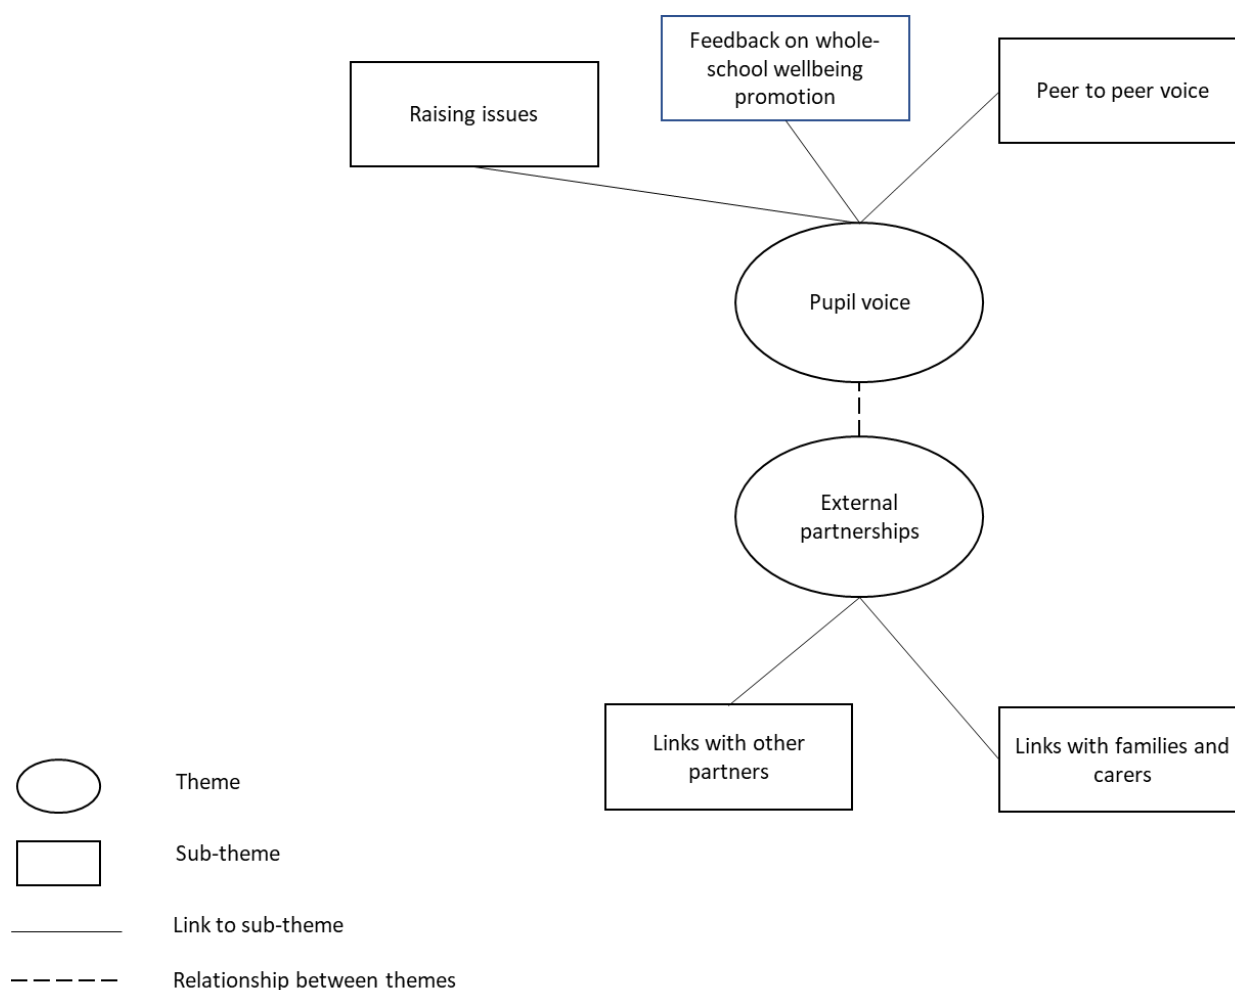 Feedback on whole-
school wellbeing
promotion
Raising issues
Peer to peer voice
Pupil voice
External
partnerships
Links with other
partners
Links with families and
carers
Theme
Sub-theme
Link to sub-theme
Relationship between themes